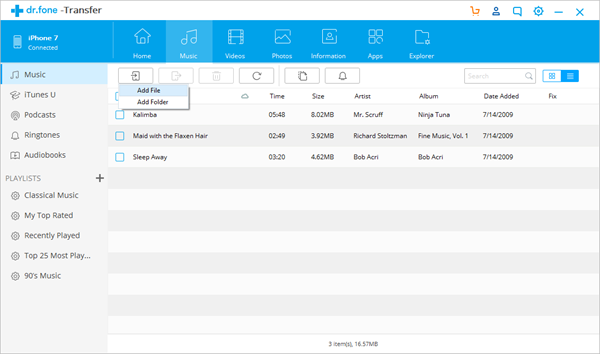 dr.fone -Transfer
iPhone 7
Connected
Home
Music
Videos
Photos
Information
Apps
Explorer
Music
iTunes U
Podcasts
Ringtones
Audiobooks
PLAYLISTS
Classical Music
My Top Rated
Recently Played
Top 25 Most Play...
90's Music
Search
Add File
Add Folder
Time Size Artist Album Date Added Fix
Kalimba 05:48 8.02MB Mr. Scruff Ninja Tuna 7/14/2009
Maid with the Flaxen Hair 02:49 3.92MB Richard Stoltzman Fine Music, Vol. 1 7/14/2009
Sleep Away 03:20 4.62MB Bob Acri Bob Acri 7/14/2009
3 item(s), 16.57MB